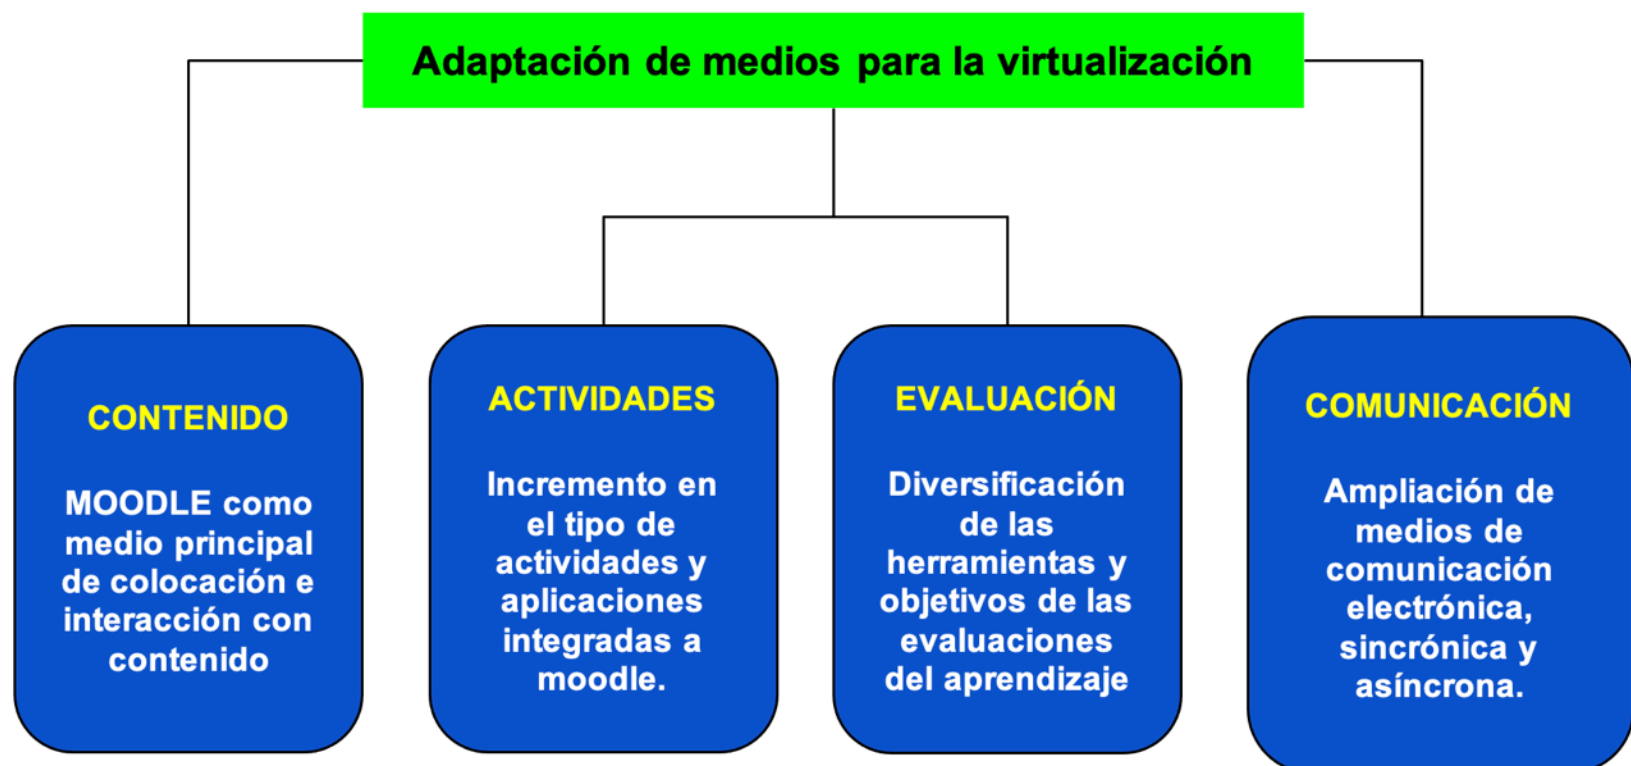 Adaptación de medios para la virtualización
CONTENIDO
MOODLE como
medio principal
de colocación e
interacción con
contenido
ACTIVIDADES
Incremento en
el tipo de
actividades y
aplicaciones
integradas a
moodle.
EVALUACIÓN
Diversificación
de las
herramientas y
objetivos de las
evaluaciones
del aprendizaje
COMUNICACIÓN
Ampliación de
medios de
comunicación
electrónica,
sincrónica y
asíncrona.